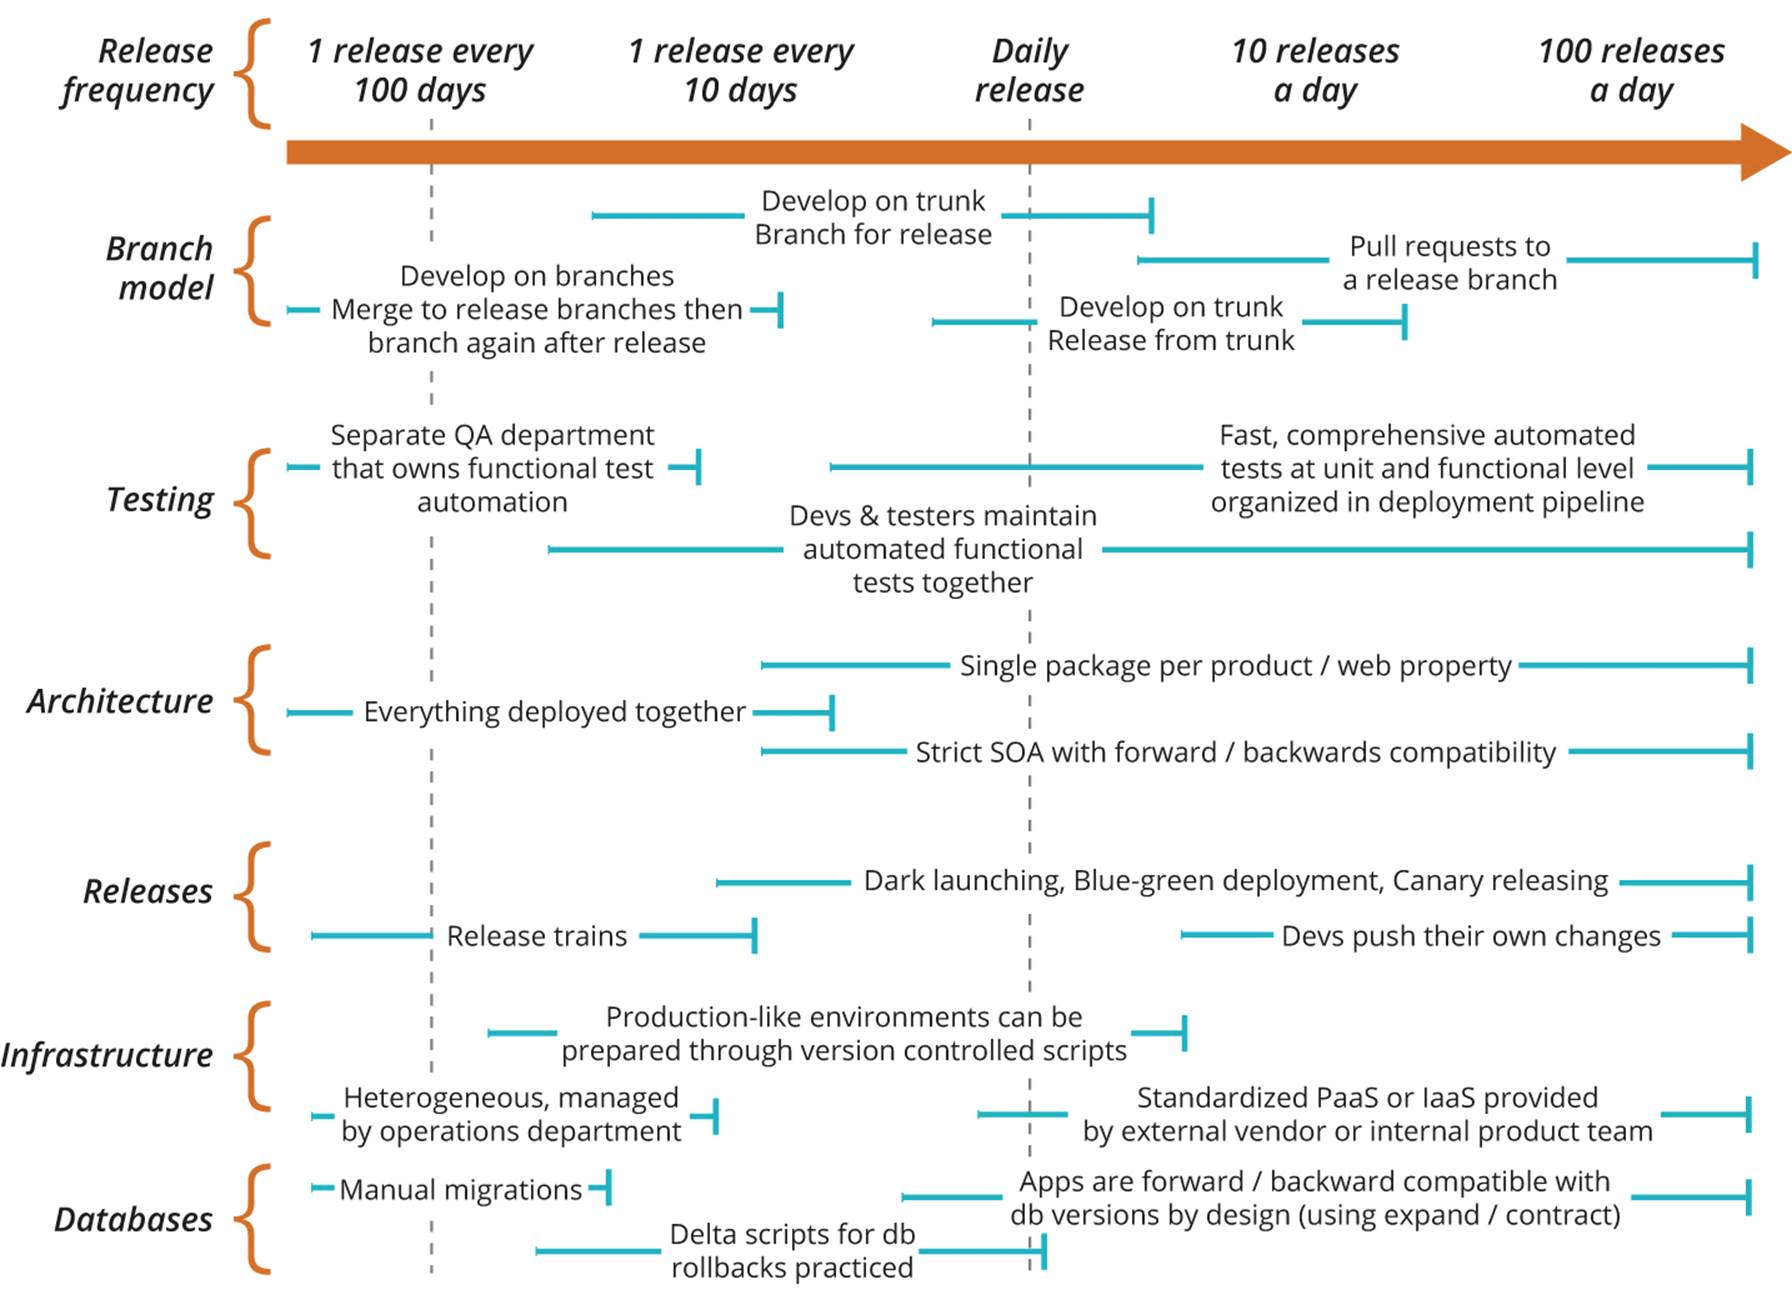 Release
frequency
1 release every
100 days
1 release every
10 days
Daily
release
10 releases
a day
100 releases
a day
Branch
model
Develop on trunk
Branch for release
Pull requests to
a release branch
Develop on branches
Merge to release branches then
branch again after release
Develop on trunk
Release from trunk
Testing
Separate QA department
that owns functional test
automation
Fast, comprehensive automated
tests at unit and functional level
organized in deployment pipeline
Devs & testers maintain
automated functional
tests together
Architecture
Single package per product / web property
Everything deployed together
Strict SOA with forward / backwards compatibility
Releases
Dark launching, Blue-green deployment, Canary releasing
Release trains
Devs push their own changes
Infrastructure
Production-like environments can be
prepared through version controlled scripts
Heterogeneous, managed
by operations department
Standardized PaaS or IaaS provided
by external vendor or internal product team
Databases
Manual migrations
Apps are forward / backward compatible with
db versions by design (using expand / contract)
Delta scripts for db
rollbacks practiced